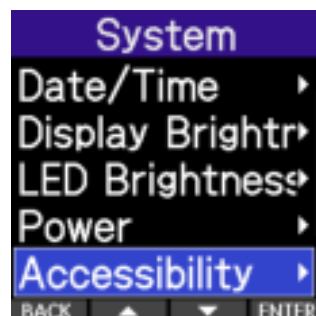 System
Date/Time
Display Brightr
LED Brightness
Power
Accessibility
BACK ENTER